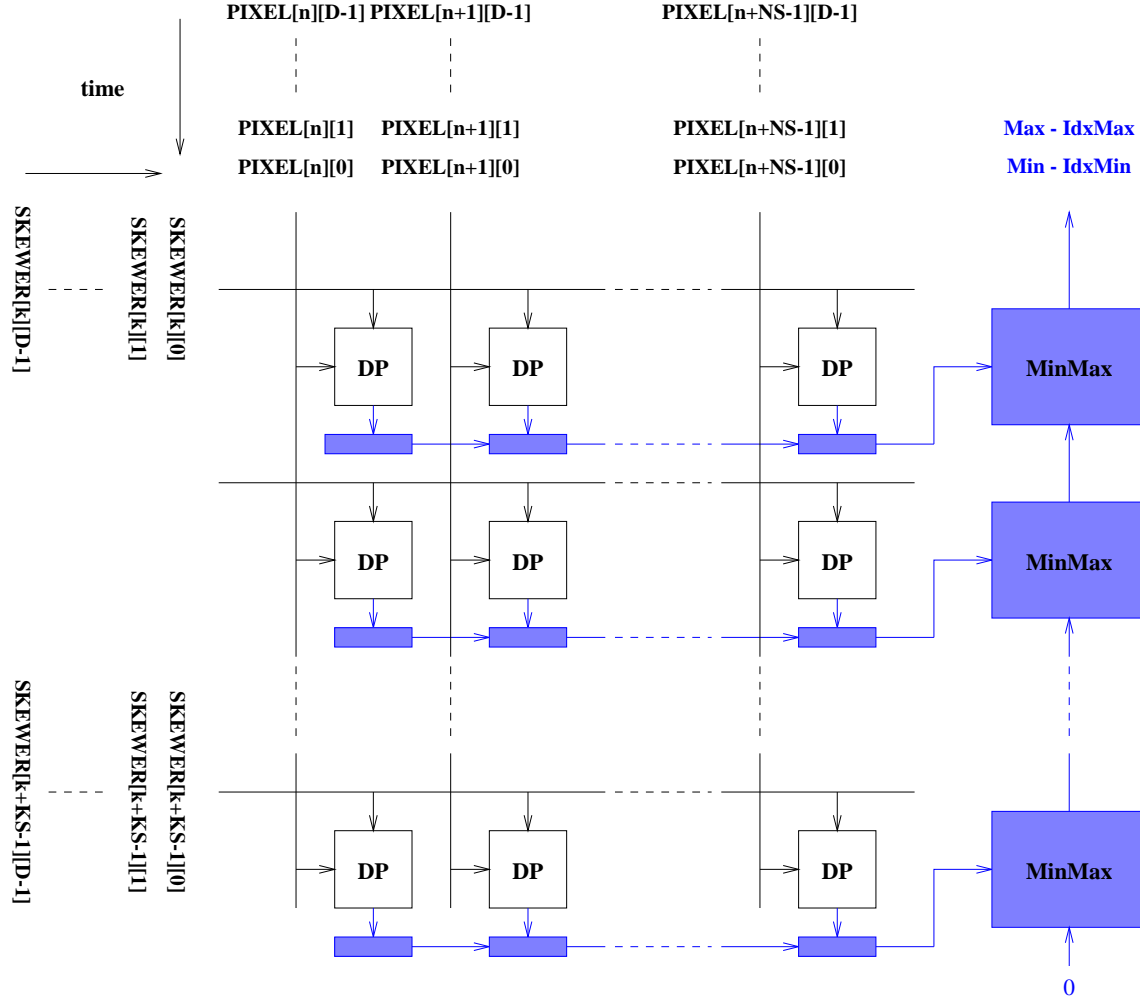 PIXEL[n][D-1] PIXEL[n+1][D-1] PIXEL[n+NS-1][D-1]
time
PIXEL[n][1] PIXEL[n+1][1] PIXEL[n+NS-1][1] Max - IdxMax
PIXEL[n][0] PIXEL[n+1][0] PIXEL[n+NS-1][0] Min - IdxMin
SKEWER[k][D-1]
SKEWER[k][1]
SKEWER[k][0]
DP DP DP MinMax
DP DP DP MinMax
SKEWER[k+KS-1][D-1]
SKEWER[k+KS-1][1]
SKEWER[k+KS-1][0]
DP DP DP MinMax
0